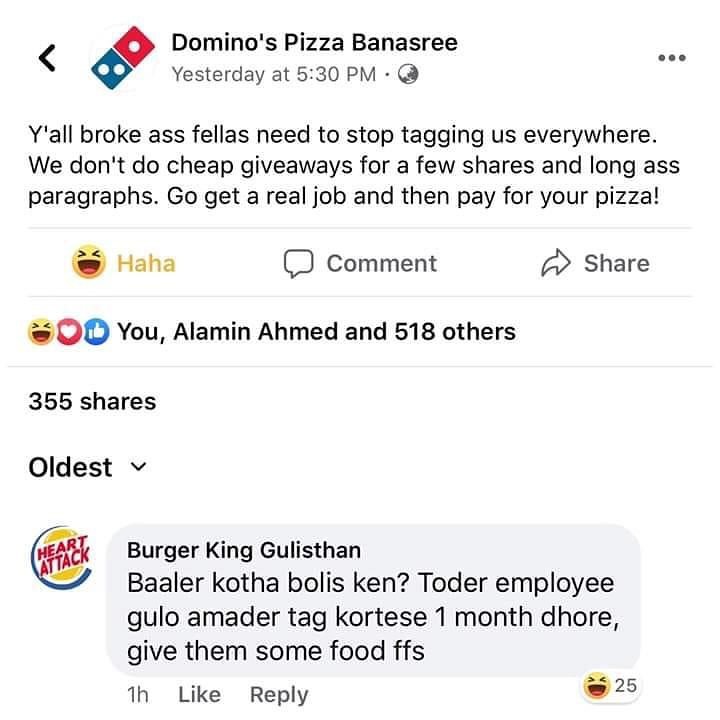 Domino's Pizza Banasree
Yesterday at 5:30 PM ·
Y'all broke ass fellas need to stop tagging us everywhere.
We don't do cheap giveaways for a few shares and long ass
paragraphs. Go get a real job and then pay for your pizza!
Haha
Comment
Share
You, Alamin Ahmed and 518 others
355 shares
Oldest
HEART
ATTACK
Burger King Gulisthan
Baaler kotha bolis ken? Toder employee
gulo amader tag kortese 1 month dhore,
give them some food ffs
1h Like Reply
25